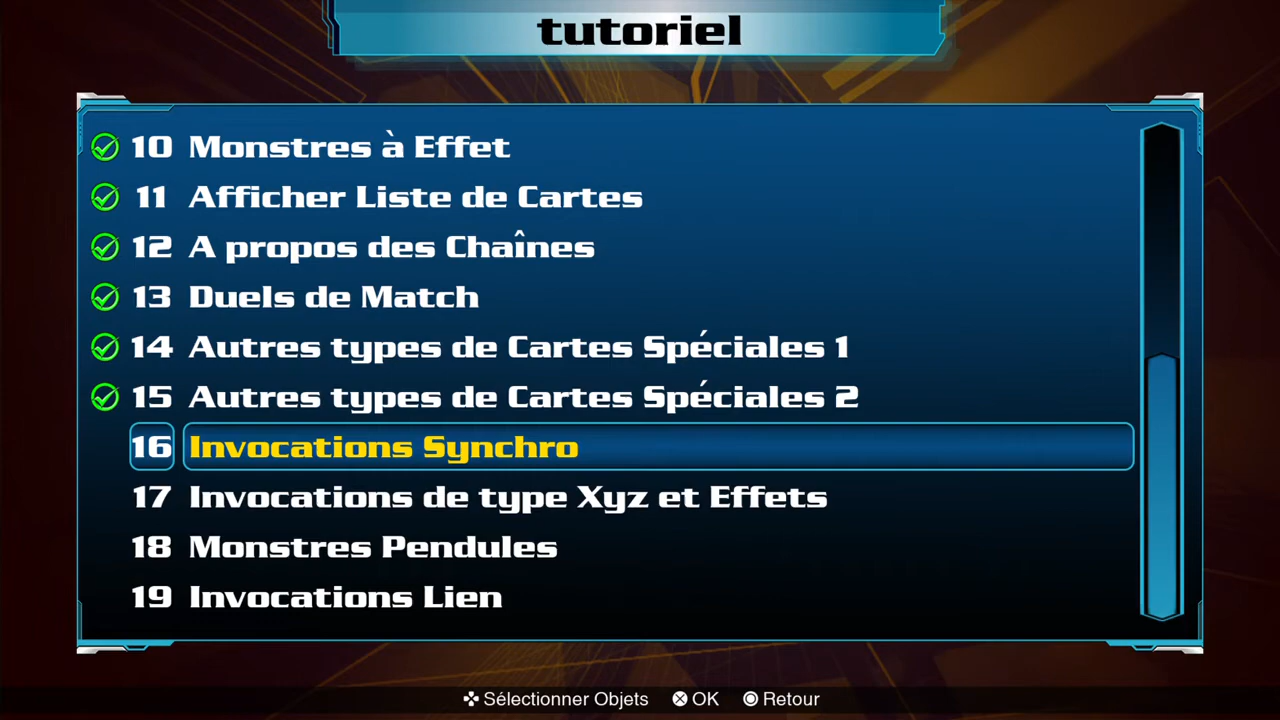 tutoriel
10 Monstres à Effet
11 Afficher Liste de Cartes
12 A propos des Chaînes
13 Duels de Match
14 Autres types de Cartes Spéciales 1
15 Autres types de Cartes Spéciales 2
16 Invocations Synchro
17 Invocations de type Xyz et Effets
18 Monstres Pendules
19 Invocations Lien
Sélectionner Objets OK Retour